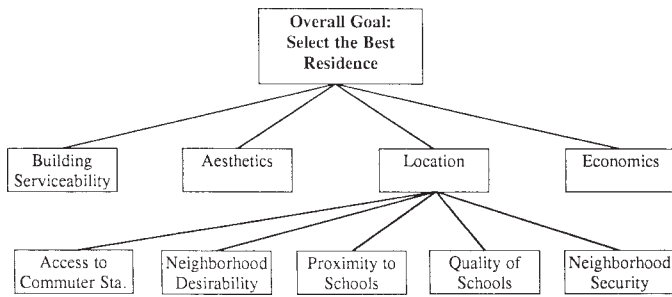 Overall Goal:
Select the Best
Residence
Building
Serviceability
Aesthetics
Location
Economics
Access to
Commuter Sta.
Neighborhood
Desirability
Proximity to
Schools
Quality of
Schools
Neighborhood
Security